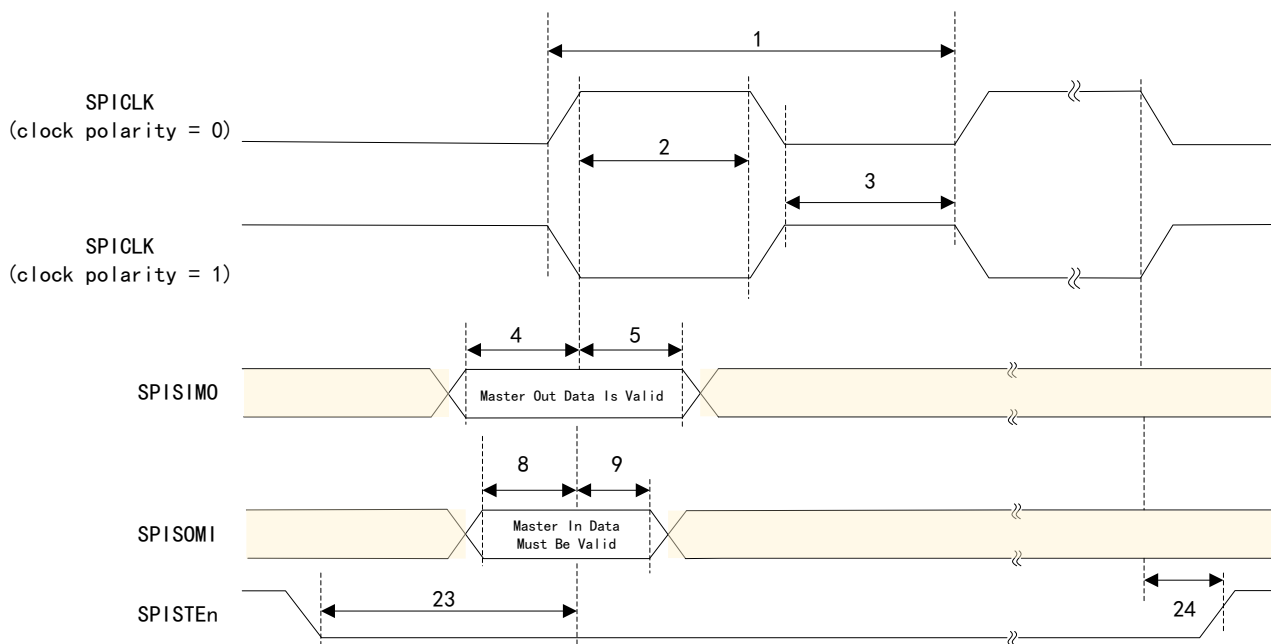 1
SPICLK
(clock polarity = 0)
2
3
SPICLK
(clock polarity = 1)
4
5
SPISIMO
Master Out Data Is Valid
8
9
SPISOMI
Master In Data
Must Be Valid
23
24
SPISTEn